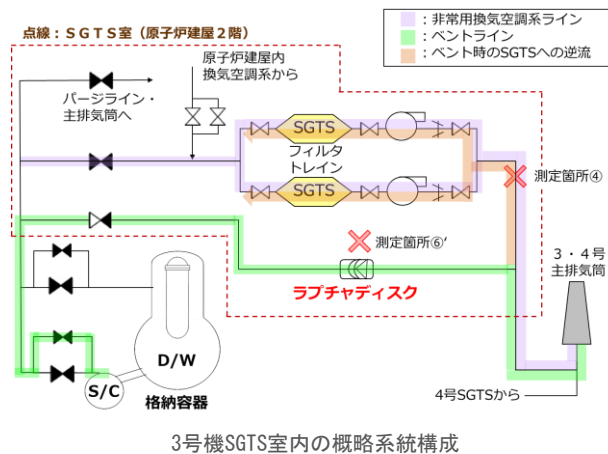 点線：ＳＧＴＳ室（原子炉建屋２階）
：非常用換気空調系ライン
：ベントライン
：ベント時のSGTSへの逆流
原子炉建屋内
換気空調系から
パージライン・
主排気筒へ
SGTS
フィルタ
トレイン
SGTS
測定箇所④
測定箇所⑥’
ラプチャディスク
３・４号
主排気筒
D/W
S/C
格納容器
4号SGTSから
3号機SGTS室内の概略系統構成